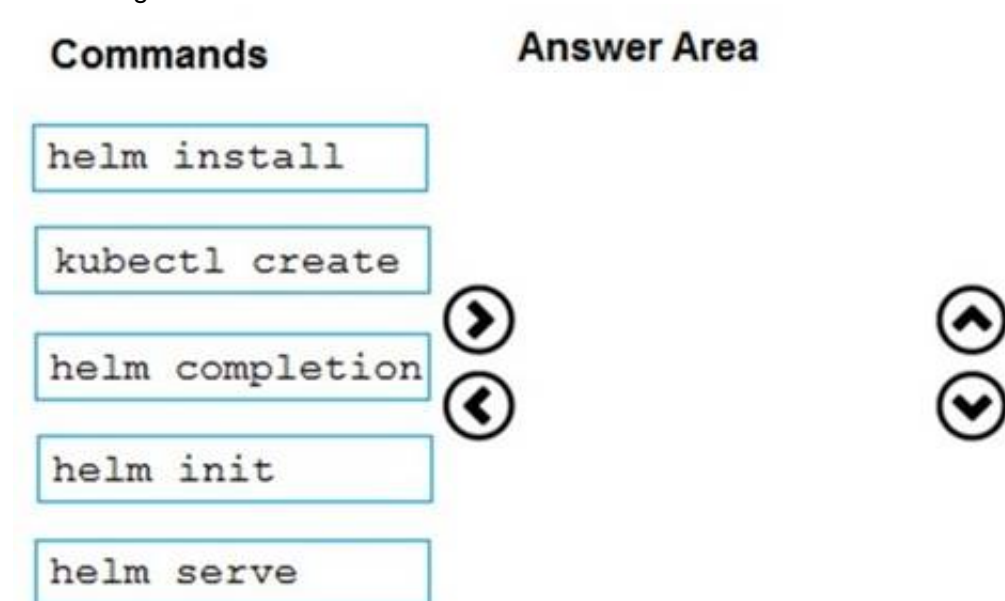 Commands
Answer Area
helm install
kubectl create
helm completion
helm init
helm serve